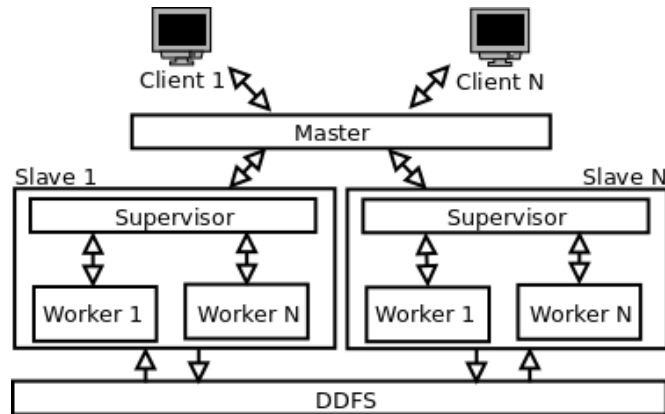 Client 1
Client N
Master
Slave 1
Slave N
Supervisor
Supervisor
Worker 1
Worker N
Worker 1
Worker N
DDFS